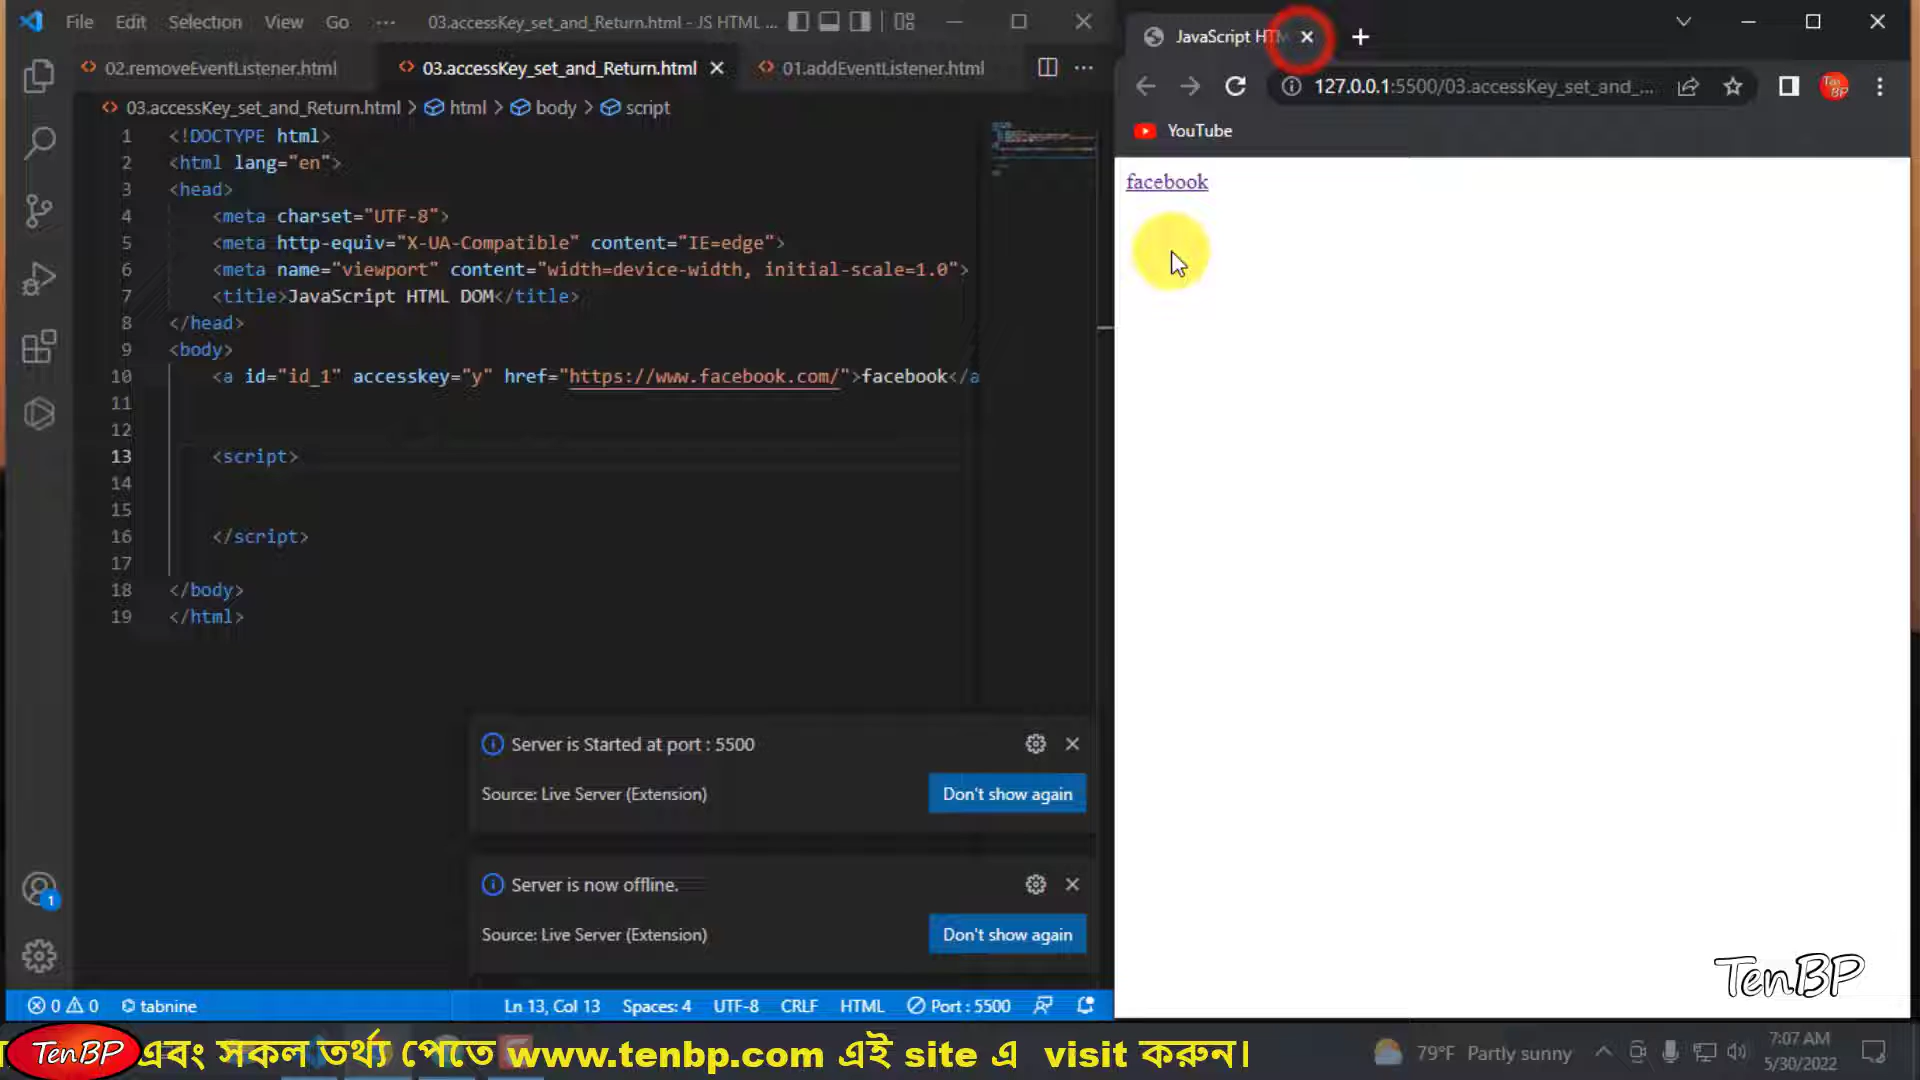 File Edit Selection View Go ··· 03.accessKey_set_and_Return.html - JS HTML ...
02.removeEventListener.html 03.accessKey_set_and_Return.html 01.addEventListener.html
03.accessKey_set_and_Return.html > html > body > script
1 <!DOCTYPE html>
2 <html lang="en">
3 <head>
4 <meta charset="UTF-8">
5 <meta http-equiv="X-UA-Compatible" content="IE=edge">
6 <meta name="viewport" content="width=device-width, initial-scale=1.0">
7 <title>JavaScript HTML DOM</title>
8 </head>
9 <body>
10 <a id="id_1" accesskey="y" href="https://www.facebook.com/">facebook</a
11
12
13 <script>
14
15
16 </script>
17
18 </body>
19 </html>
Server is Started at port : 5500
Source: Live Server (Extension) Don't show again
Server is now offline.
Source: Live Server (Extension) Don't show again
1
0 0 tabnine Ln 13, Col 13 Spaces: 4 UTF-8 CRLF HTML Port : 5500
JavaScript HTM
127.0.0.1:5500/03.accessKey_set_and_...
Ten BP
YouTube
facebook
TenBP
TenBP এবং সকল তর্থ্য পেতে www.tenbp.com এই site এ visit করুন।
79°F Partly sunny
7:07 AM
5/30/2022